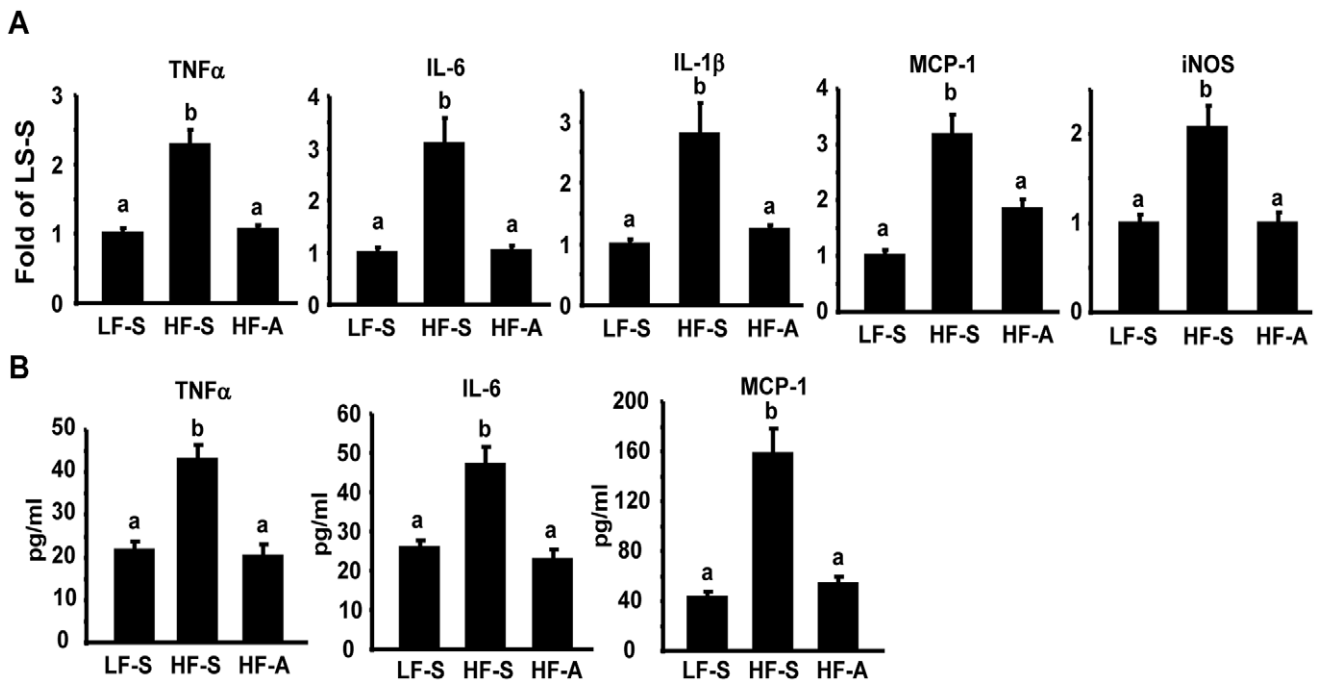 A
TNFα
Fold of LS-S
3
2
1
0
a
b
a
LF-S HF-S HF-A
IL-6
4
3
2
1
0
a
b
a
LF-S HF-S HF-A
IL-1β
3
2
1
0
a
b
a
LF-S HF-S HF-A
MCP-1
4
3
2
1
0
a
b
a
LF-S HF-S HF-A
iNOS
2
1
0
a
b
a
LF-S HF-S HF-A
B
TNFα
pg/ml
50
40
30
20
10
0
a
b
a
LF-S HF-S HF-A
IL-6
pg/ml
60
50
40
30
20
10
0
a
b
a
LF-S HF-S HF-A
MCP-1
pg/ml
200
160
120
80
40
0
a
b
a
LF-S HF-S HF-A